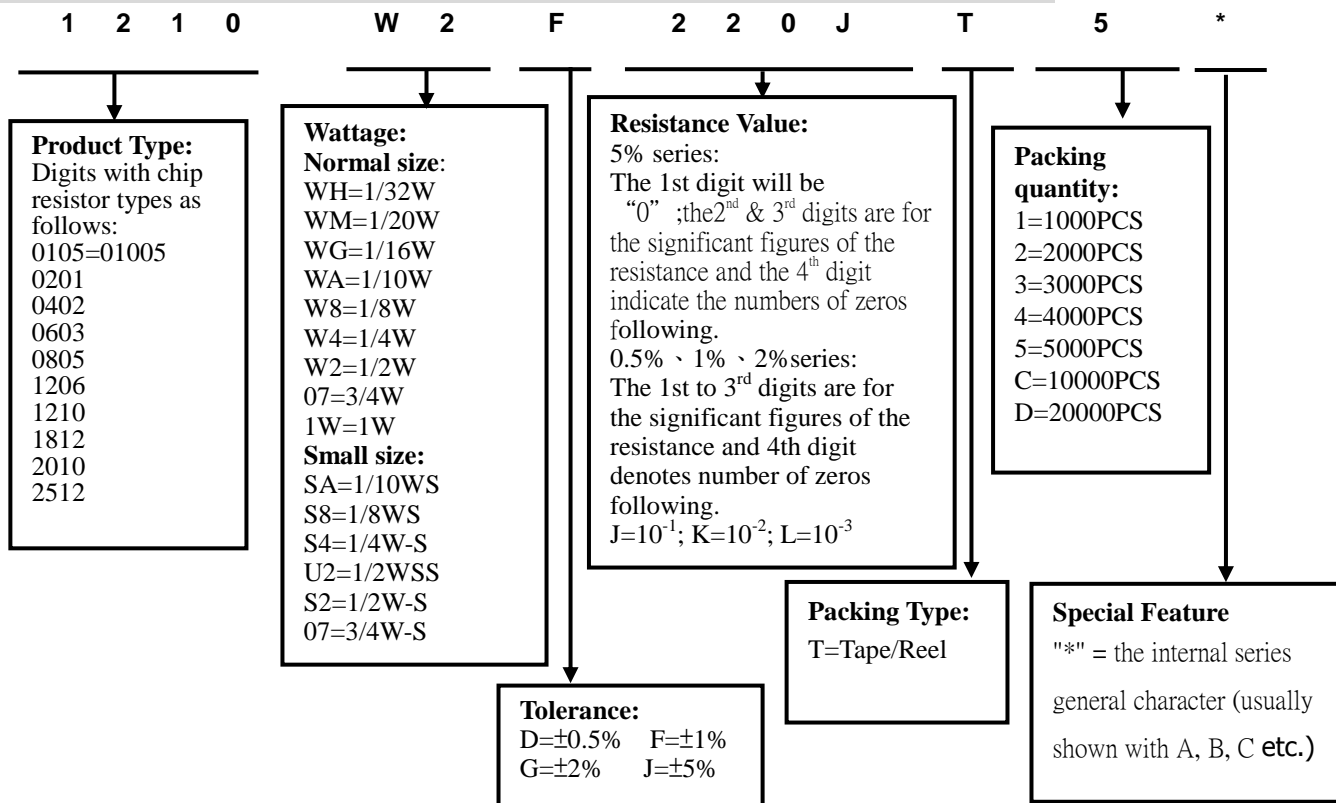 1 2 1 0 W 2 F 2 2 0 J T 5 *
Product Type:
Digits with chip
resistor types as
follows:
0105=01005
0201
0402
0603
0805
1206
1210
1812
2010
2512
Wattage:
Normal size:
WH=1/32W
WM=1/20W
WG=1/16W
WA=1/10W
W8=1/8W
W4=1/4W
W2=1/2W
07=3/4W
1W=1W
Small size:
SA=1/10WS
S8=1/8WS
S4=1/4W-S
U2=1/2WSS
S2=1/2W-S
07=3/4W-S
Tolerance:
D=±0.5% F=±1%
G=±2% J=±5%
Resistance Value:
5% series:
The 1st digit will be
“0” ;the2nd & 3rd digits are for
the significant figures of the
resistance and the 4th digit
indicate the numbers of zeros
following.
0.5%、1%、2%series:
The 1st to 3rd digits are for
the significant figures of the
resistance and 4th digit
denotes number of zeros
following.
J=10-1; K=10-2; L=10-3
Packing Type:
T=Tape/Reel
Packing
quantity:
1=1000PCS
2=2000PCS
3=3000PCS
4=4000PCS
5=5000PCS
C=10000PCS
D=20000PCS
Special Feature
"*" = the internal series
general character (usually
shown with A, B, C etc.)